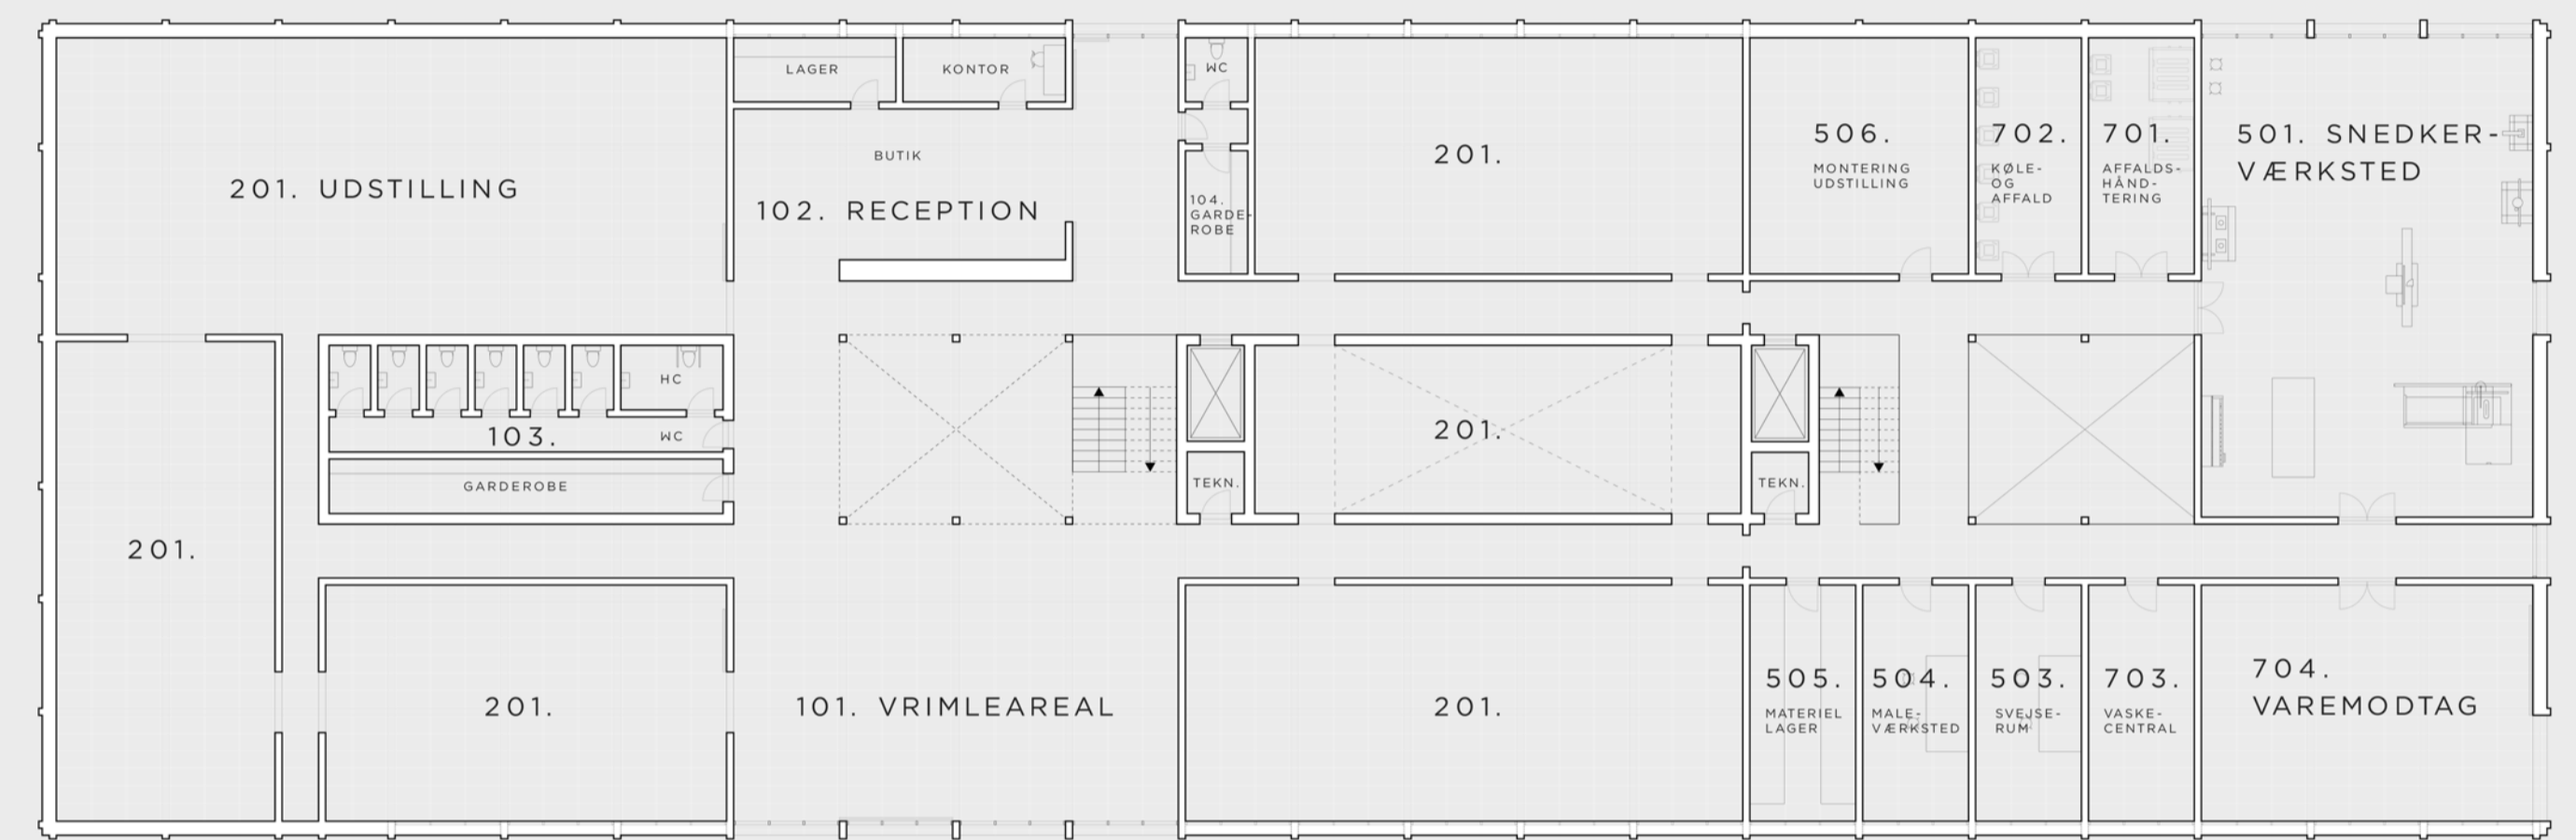 LAGER
KONTOR
WC
BUTIK
201. UDSTILLING
102. RECEPTION
104.
GARDE-
ROBE
201.
506.
MONTERING
UDSTILLING
702.
KØLE-
OG
AFFALD
701.
AFFALDS-
HÅND-
TERING
501. SNEDKER-
VÆRKSTED
HC
103.
WC
GARDEROBE
TEKN.
201.
TEKN.
201.
201.
101. VRIMLEAREAL
201.
505.
MATERIEL
LAGER
504.
MALE-
VÆRKSTED
503.
SVEJSE-
RUM
703.
VASKE-
CENTRAL
704.
VAREMODTAG